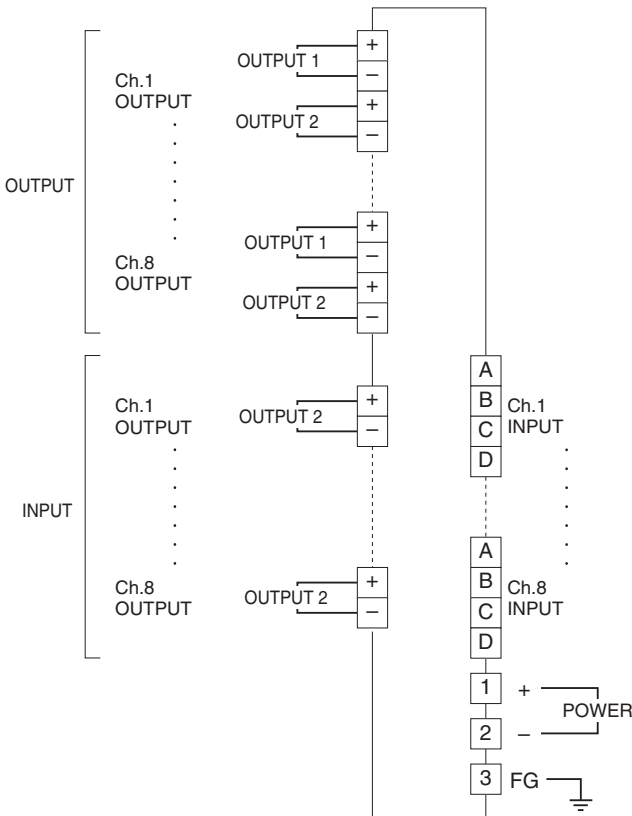 OUTPUT
Ch.1
OUTPUT
OUTPUT 1
+
–
OUTPUT 2
+
–
Ch.8
OUTPUT
OUTPUT 1
+
–
OUTPUT 2
+
–
INPUT
Ch.1
OUTPUT
OUTPUT 2
+
–
Ch.8
OUTPUT
OUTPUT 2
+
–
A
B
C
D
Ch.1
INPUT
A
B
C
D
Ch.8
INPUT
1 +
2 –
POWER
3 FG